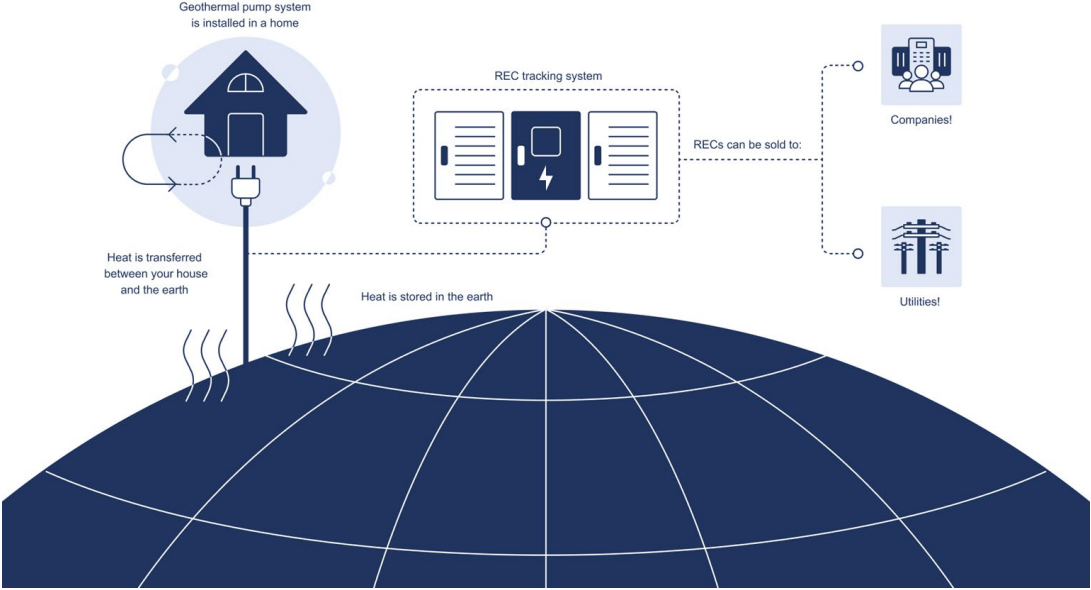 Geothermal pump system
is installed in a home
REC tracking system
Companies!
RECs can be sold to:
Heat is transferred
between your house
and the earth
Heat is stored in the earth
Utilities!